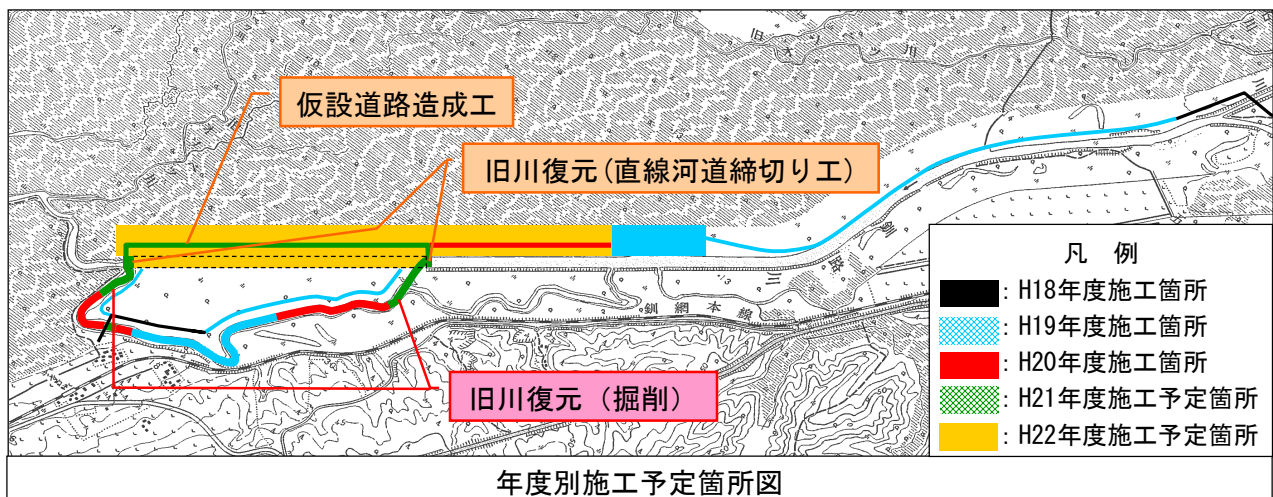 仮設道路造成工
旧川復元(直線河道締切り工)
旧川復元（掘削）
釧網本線
凡 例
: H18年度施工箇所
: H19年度施工箇所
: H20年度施工箇所
: H21年度施工予定箇所
: H22年度施工予定箇所
年度別施工予定箇所図